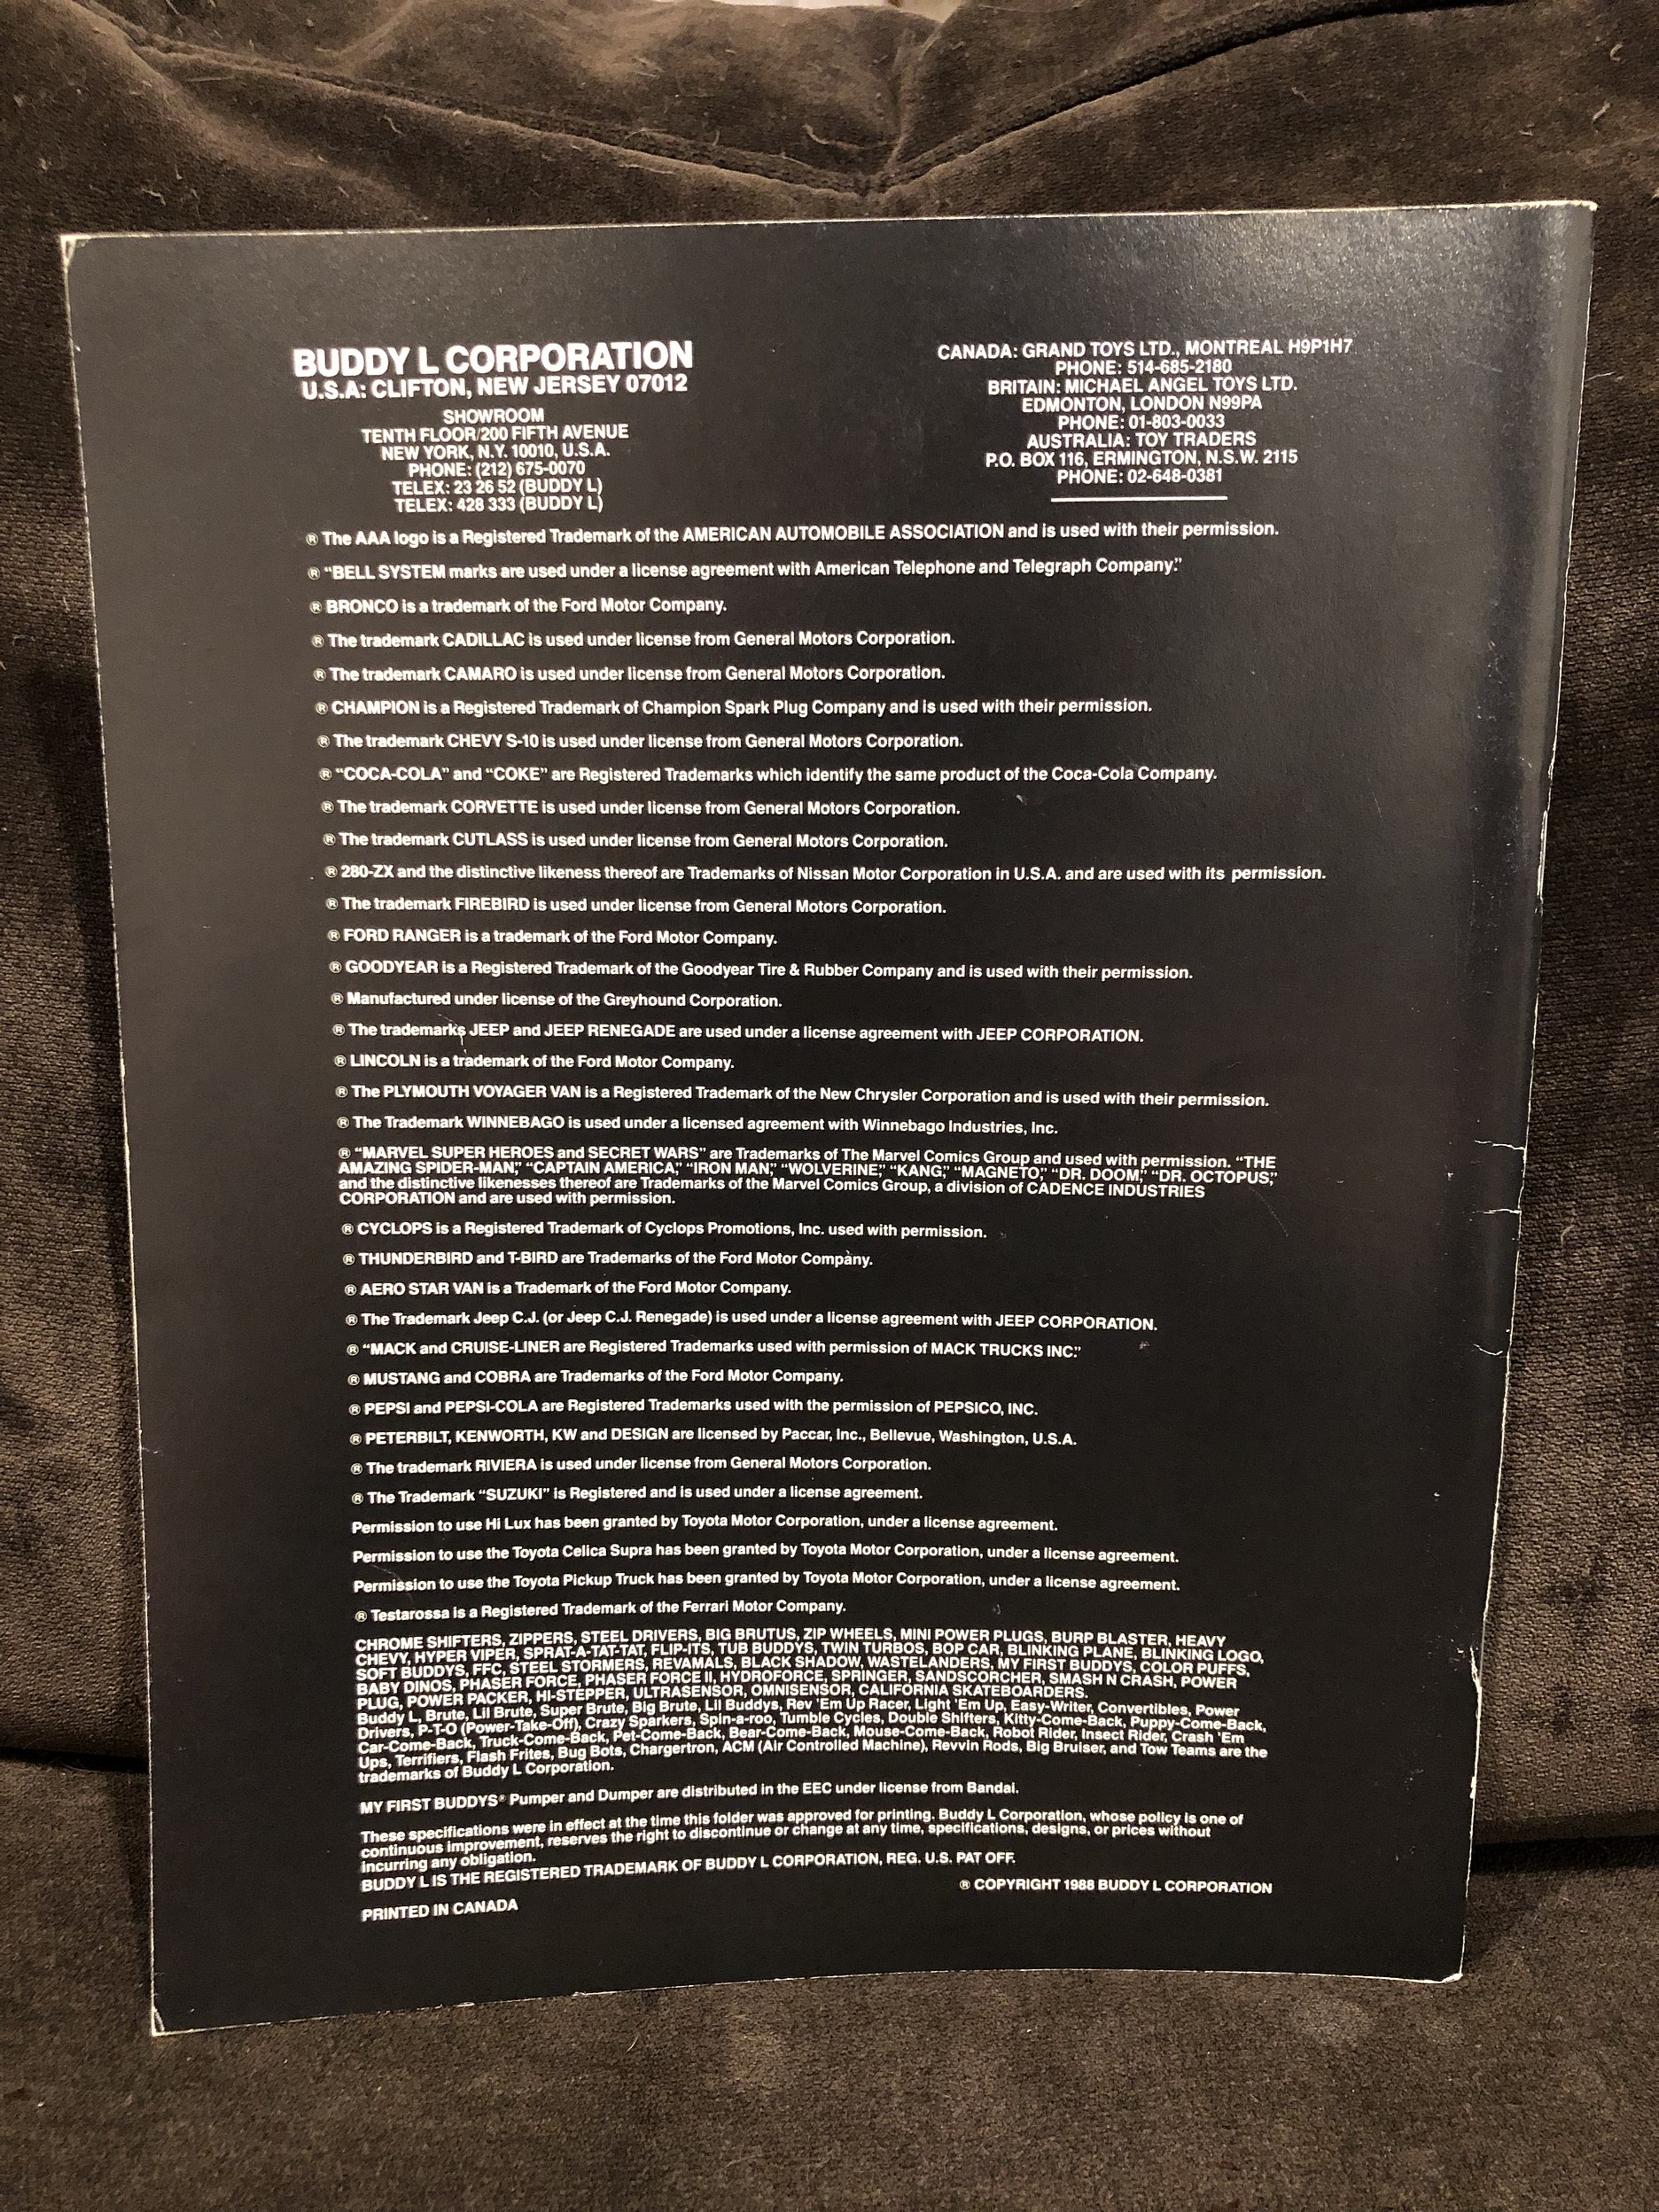 BUDDY L CORPORATION
U.S.A: CLIFTON, NEW JERSEY 07012
SHOWROOM
TENTH FLOOR/200 FIFTH AVENUE
NEW YORK, N.Y. 10010, U.S.A.
PHONE: (212) 675-0070
TELEX: 23 26 52 (BUDDY L)
TELEX: 428 333 (BUDDY L)
CANADA: GRAND TOYS LTD., MONTREAL H9P1H7
PHONE: 514-685-2180
BRITAIN: MICHAEL ANGEL TOYS LTD.
EDMONTON, LONDON N99PA
PHONE: 01-803-0033
AUSTRALIA: TOY TRADERS
P.O. BOX 116, ERMINGTON, N.S.W. 2115
PHONE: 02-648-0381
® The AAA logo is a Registered Trademark of the AMERICAN AUTOMOBILE ASSOCIATION and is used with their permission.
® “BELL SYSTEM marks are used under a license agreement with American Telephone and Telegraph Company.”
® BRONCO is a trademark of the Ford Motor Company.
® The trademark CADILLAC is used under license from General Motors Corporation.
® The trademark CAMARO is used under license from General Motors Corporation.
® CHAMPION is a Registered Trademark of Champion Spark Plug Company and is used with their permission.
® The trademark CHEVY S-10 is used under license from General Motors Corporation.
® “COCA-COLA” and “COKE” are Registered Trademarks which identify the same product of the Coca-Cola Company.
® The trademark CORVETTE is used under license from General Motors Corporation.
® The trademark CUTLASS is used under license from General Motors Corporation.
® 280-ZX and the distinctive likeness thereof are Trademarks of Nissan Motor Corporation in U.S.A. and are used with its permission.
® The trademark FIREBIRD is used under license from General Motors Corporation.
® FORD RANGER is a trademark of the Ford Motor Company.
® GOODYEAR is a Registered Trademark of the Goodyear Tire & Rubber Company and is used with their permission.
® Manufactured under license of the Greyhound Corporation.
® The trademarks JEEP and JEEP RENEGADE are used under a license agreement with JEEP CORPORATION.
® LINCOLN is a trademark of the Ford Motor Company.
® The PLYMOUTH VOYAGER VAN is a Registered Trademark of the New Chrysler Corporation and is used with their permission.
® The Trademark WINNEBAGO is used under a licensed agreement with Winnebago Industries, Inc.
® “MARVEL SUPER HEROES and SECRET WARS” are Trademarks of The Marvel Comics Group and used with permission. “THE
AMAZING SPIDER-MAN,” “CAPTAIN AMERICA,” “IRON MAN,” “WOLVERINE,” “KANG,” “MAGNETO,” “DR. DOOM,” “DR. OCTOPUS,”
and the distinctive likenesses thereof are Trademarks of the Marvel Comics Group, a division of CADENCE INDUSTRIES
CORPORATION and are used with permission.
® CYCLOPS is a Registered Trademark of Cyclops Promotions, Inc. used with permission.
® THUNDERBIRD and T-BIRD are Trademarks of the Ford Motor Company.
® AERO STAR VAN is a Trademark of the Ford Motor Company.
® The Trademark Jeep C.J. (or Jeep C.J. Renegade) is used under a license agreement with JEEP CORPORATION.
® “MACK and CRUISE-LINER are Registered Trademarks used with permission of MACK TRUCKS INC.”
® MUSTANG and COBRA are Trademarks of the Ford Motor Company.
® PEPSI and PEPSI-COLA are Registered Trademarks used with the permission of PEPSICO, INC.
® PETERBILT, KENWORTH, KW and DESIGN are licensed by Paccar, Inc., Bellevue, Washington, U.S.A.
® The trademark RIVIERA is used under license from General Motors Corporation.
® The Trademark “SUZUKI” is Registered and is used under a license agreement.
Permission to use Hi Lux has been granted by Toyota Motor Corporation, under a license agreement.
Permission to use the Toyota Celica Supra has been granted by Toyota Motor Corporation, under a license agreement.
Permission to use the Toyota Pickup Truck has been granted by Toyota Motor Corporation, under a license agreement.
® Testarossa is a Registered Trademark of the Ferrari Motor Company.
CHROME SHIFTERS, ZIPPERS, STEEL DRIVERS, BIG BRUTUS, ZIP WHEELS, MINI POWER PLUGS, BURP BLASTER, HEAVY
CHEVY, HYPER VIPER, SPRAT-A-TAT-TAT, FLIP-ITS, TUB BUDDYS, TWIN TURBOS, BOP CAR, BLINKING PLANE, BLINKING LOGO,
SOFT BUDDYS, FFC, STEEL STORMERS, REVAMALS, BLACK SHADOW, WASTELANDERS, MY FIRST BUDDYS, COLOR PUFFS,
BABY DINOS, PHASER FORCE, PHASER FORCE II, HYDROFORCE, SPRINGER, SANDSCORCHER, SMASH N CRASH, POWER
PLUG, POWER PACKER, HI-STEPPER, ULTRASENSOR, OMNISENSOR, CALIFORNIA SKATEBOARDERS.
Buddy L, Brute, Lil Brute, Super Brute, Big Brute, Lil Buddys, Rev 'Em Up Racer, Light 'Em Up, Easy-Writer, Convertibles, Power
Drivers, P-T-O (Power-Take-Off), Crazy Sparkers, Spin-a-roo, Tumble Cycles, Double Shifters, Kitty-Come-Back, Puppy-Come-Back,
Car-Come-Back, Truck-Come-Back, Pet-Come-Back, Bear-Come-Back, Mouse-Come-Back, Robot Rider, Insect Rider, Crash 'Em
Ups, Terrifiers, Flash Frites, Bug Bots, Chargertron, ACM (Air Controlled Machine), Revvin Rods, Big Bruiser, and Tow Teams are the
trademarks of Buddy L Corporation.
MY FIRST BUDDYS® Pumper and Dumper are distributed in the EEC under license from Bandai.
These specifications were in effect at the time this folder was approved for printing. Buddy L Corporation, whose policy is one of
continuous improvement, reserves the right to discontinue or change at any time, specifications, designs, or prices without
incurring any obligation.
BUDDY L IS THE REGISTERED TRADEMARK OF BUDDY L CORPORATION, REG. U.S. PAT OFF.
® COPYRIGHT 1988 BUDDY L CORPORATION
PRINTED IN CANADA